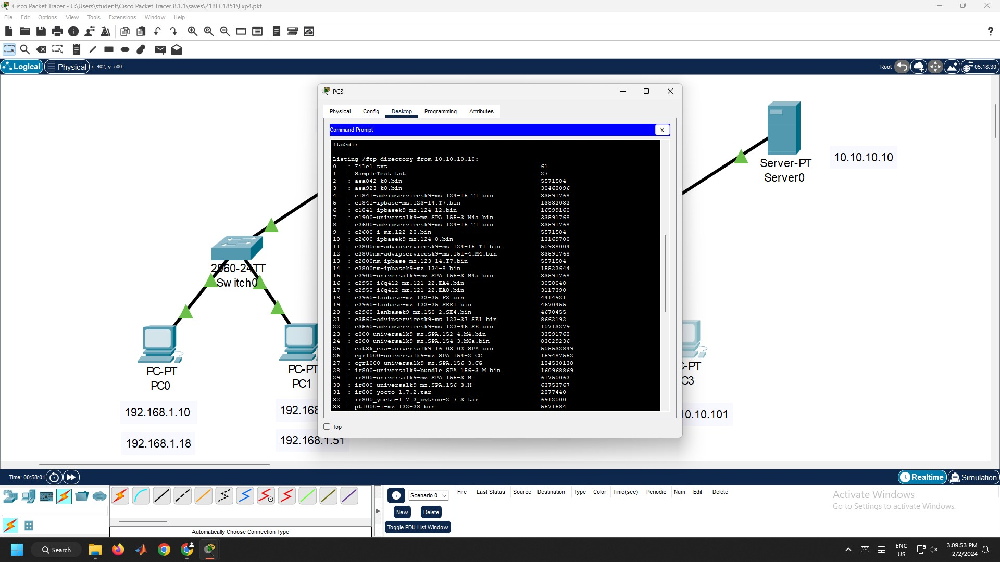 Cisco Packet Tracer - C:\Users\student\Cisco Packet Tracer 8.1.1\saves\21BEC1851\Exp4.pkt
File Edit Options View Tools Extensions Window Help
?
Logical Physical x: 402, y: 500 Root 05:18:30
PC3
Physical Config Desktop Programming Attributes
Command Prompt X
ftp>dir
Listing /ftp directory from 10.10.10.10:
0 : File1.txt 61
1 : SampleText.txt 27
2 : asa842-k8.bin 5571584
3 : asa923-k8.bin 30468096
4 : c1841-advipservicesk9-mz.124-15.T1.bin 33591768
5 : c1841-ipbase-mz.123-14.T7.bin 13832032
6 : c1841-ipbasek9-mz.124-12.bin 16599160
7 : c1900-universalk9-mz.SPA.155-3.M4a.bin 33591768
8 : c2600-advipservicesk9-mz.124-15.T1.bin 33591768
9 : c2600-i-mz.122-28.bin 5571584
10 : c2600-ipbasek9-mz.124-8.bin 13169700
11 : c2800nm-advipservicesk9-mz.124-15.T1.bin 50938004
12 : c2800nm-advipservicesk9-mz.151-4.M4.bin 33591768
13 : c2800nm-ipbase-mz.123-14.T7.bin 5571584
14 : c2800nm-ipbasek9-mz.124-8.bin 15522644
15 : c2900-universalk9-mz.SPA.155-3.M4a.bin 33591768
16 : c2950-i6q4l2-mz.121-22.EA4.bin 3058048
17 : c2950-i6q4l2-mz.121-22.EA8.bin 3117390
18 : c2960-lanbase-mz.122-25.FX.bin 4414921
19 : c2960-lanbase-mz.122-25.SEE1.bin 4670455
20 : c2960-lanbasek9-mz.150-2.SE4.bin 4670455
21 : c3560-advipservicesk9-mz.122-37.SE1.bin 8662192
22 : c3560-advipservicesk9-mz.122-46.SE.bin 10713279
23 : c800-universalk9-mz.SPA.152-4.M4.bin 33591768
24 : c800-universalk9-mz.SPA.154-3.M6a.bin 83029236
25 : cat3k_caa-universalk9.16.03.02.SPA.bin 505532849
26 : cgr1000-universalk9-mz.SPA.154-2.CG 159487552
27 : cgr1000-universalk9-mz.SPA.156-3.CG 184530138
28 : ir800-universalk9-bundle.SPA.156-3.M.bin 160968869
29 : ir800-universalk9-mz.SPA.155-3.M 61750062
30 : ir800-universalk9-mz.SPA.156-3.M 63753767
31 : ir800_yocto-1.7.2.tar 2877440
32 : ir800_yocto-1.7.2_python-2.7.3.tar 6912000
33 : pt1000-i-mz.122-28.bin 5571584
Top
Server-PT
Server0
10.10.10.10
2960-24TT
Switch0
PC-PT
PC0
PC-PT
PC1
C-PT
C3
192.168.1.10
192.168
0.10.101
192.168.1.18
192.168.1.51
Time: 00:58:01 Realtime Simulation
Scenario 0
New Delete
Toggle PDU List Window
Fire Last Status Source Destination Type Color Time(sec) Periodic Num Edit Delete
Activate Windows
Go to Settings to activate Windows.
Automatically Choose Connection Type
Search
ENG
US
3:09:53 PM
2/2/2024